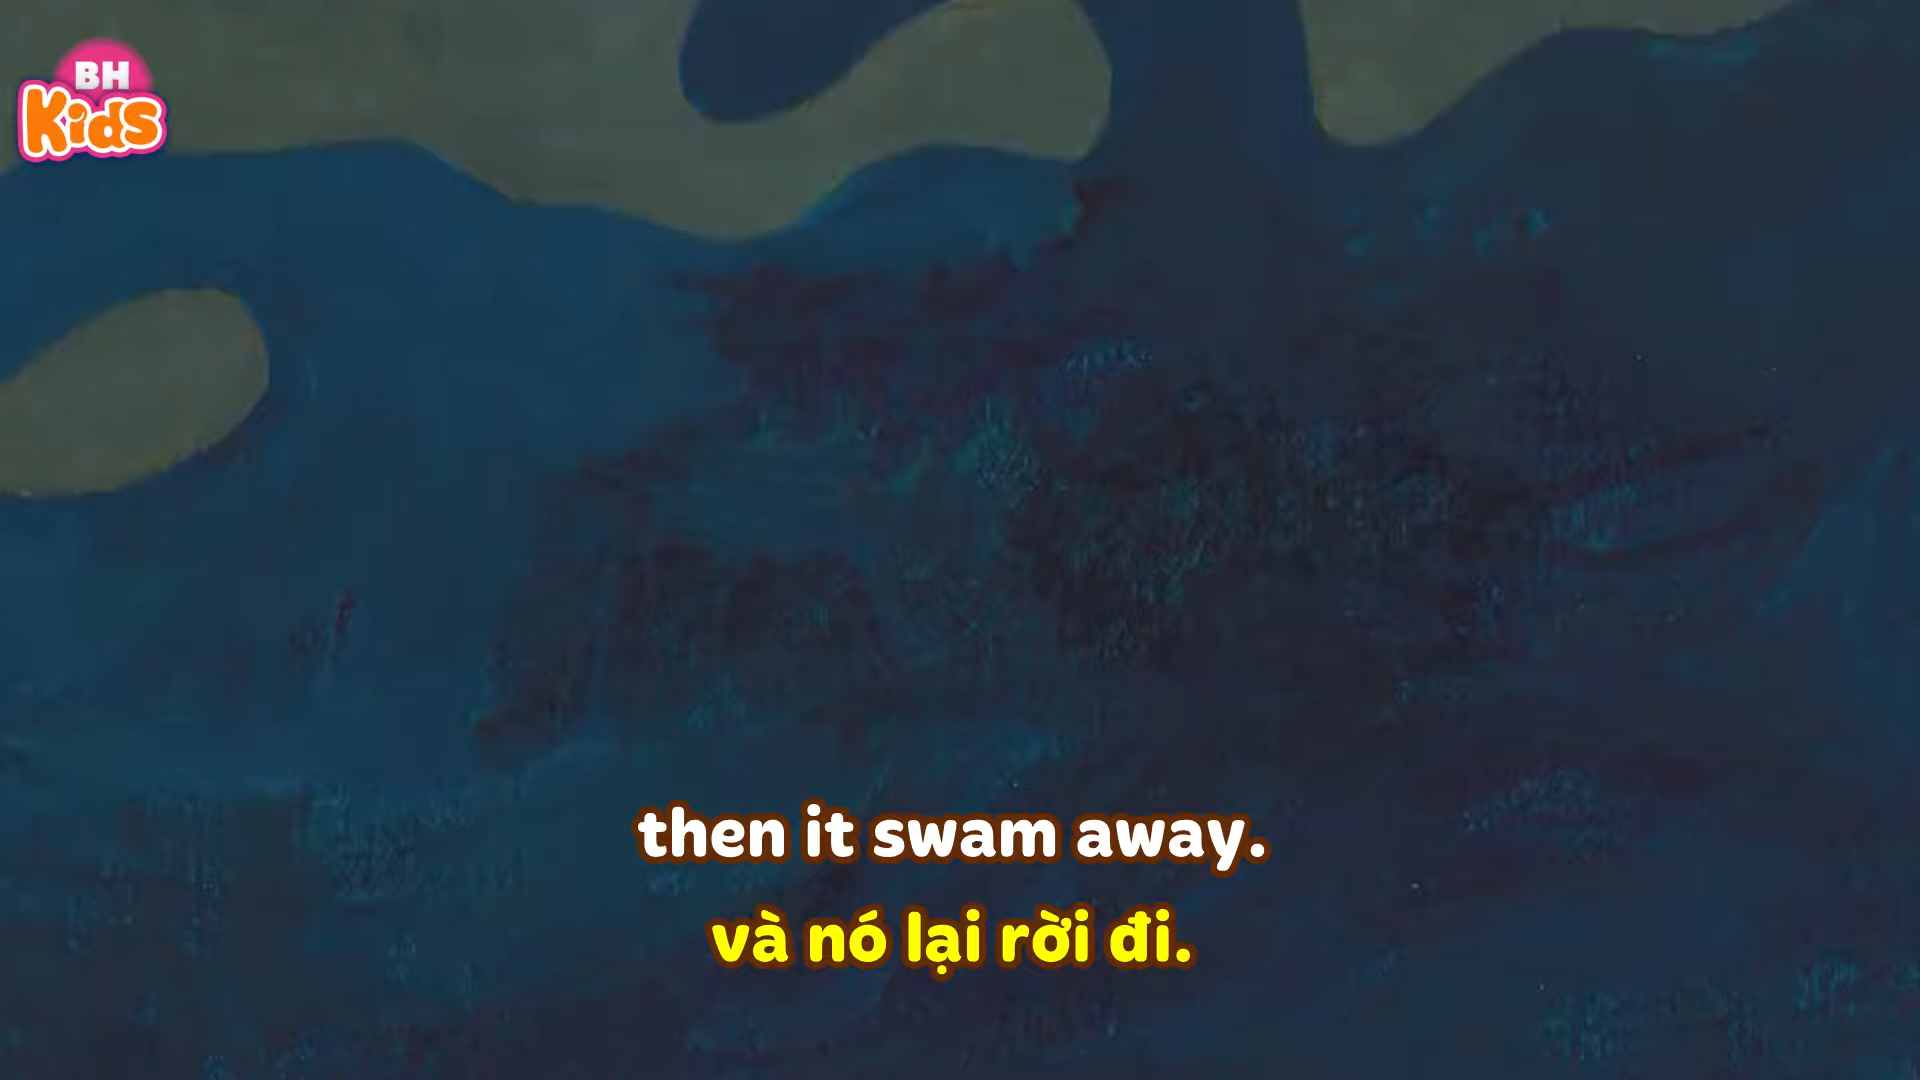 BH
Kids
then it swam away.
và nó lại rời đi.